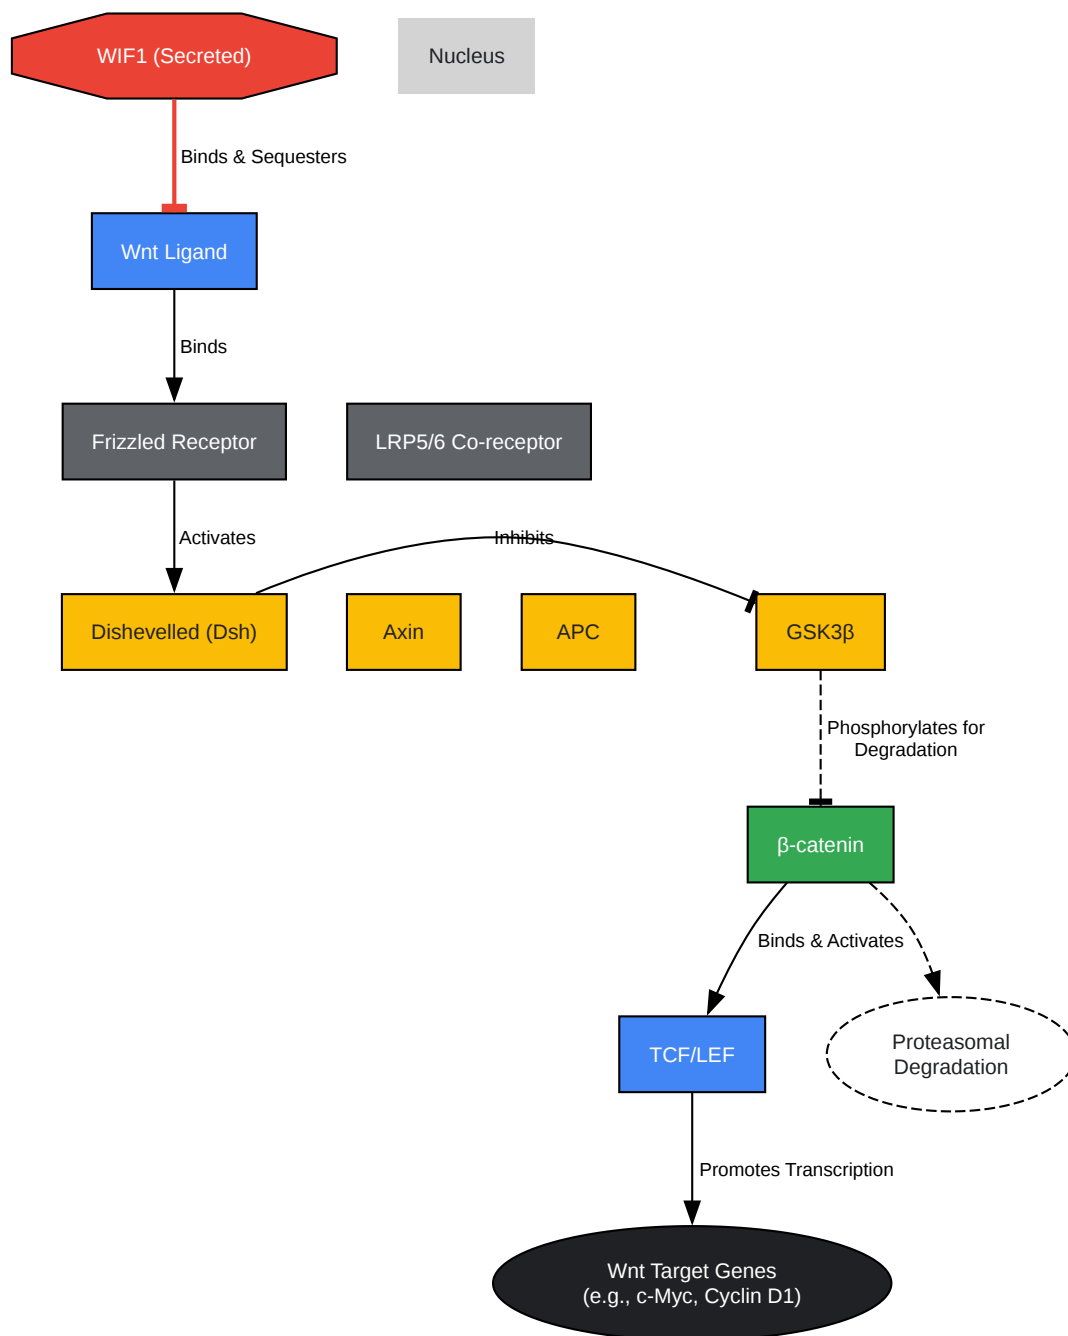 WIF1 (Secreted)
Nucleus
Binds & Sequesters
Wnt Ligand
Binds
Frizzled Receptor
LRP5/6 Co-receptor
Activates
Inhibits
Dishevelled (Dsh)
Axin
APC
GSK3β
Phosphorylates for
Degradation
β-catenin
Binds & Activates
TCF/LEF
Proteasomal
Degradation
Promotes Transcription
Wnt Target Genes
(e.g., c-Myc, Cyclin D1)